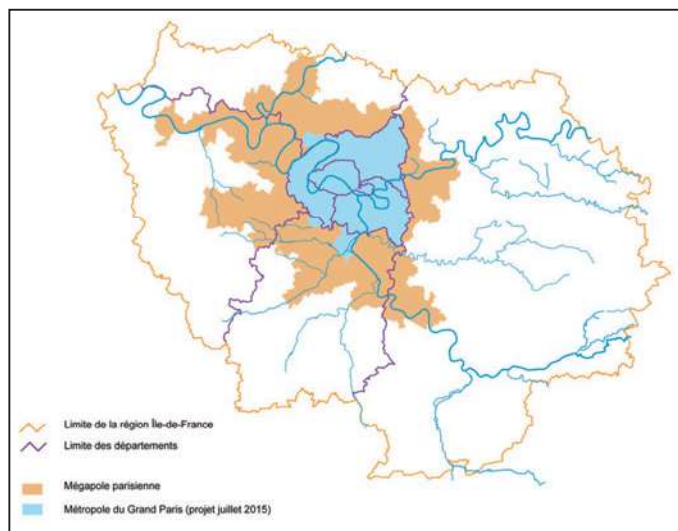 Limite de la région Île-de-France
Limite des départements
Mégapole parisienne
Métropole du Grand Paris (projet juillet 2015)